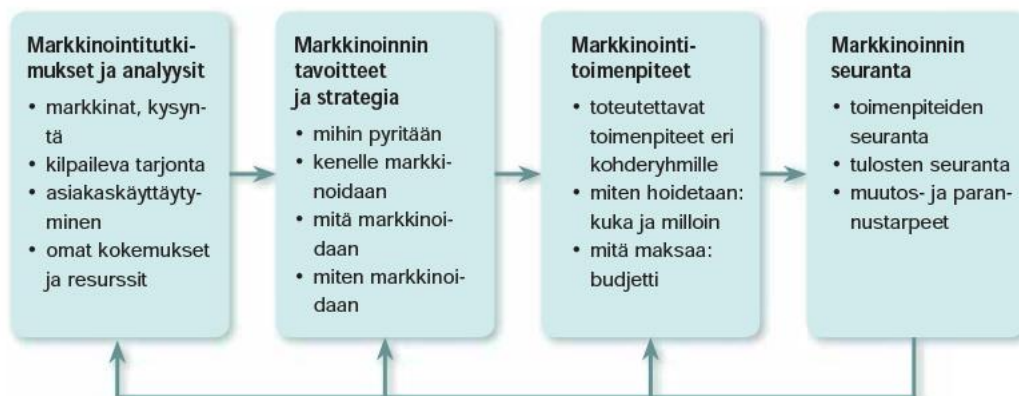 Markkinointitutki-
mukset ja analyysit
• markkinat, kysyn-
tä
• kilpaileva tarjonta
• asiakaskäyttäyty-
minen
• omat kokemukset
ja resurssit
Markkinoinnin
tavoitteet
ja strategia
• mihin pyritään
• kenelle markki-
noidaan
• mitä markkinoi-
daan
• miten markkinoi-
daan
Markkinointi-
toimenpiteet
• toteutettavat
toimenpiteet eri
kohderyhmille
• miten hoidetaan:
kuka ja milloin
• mitä maksaa:
budjetti
Markkinoinnin
seuranta
• toimenpiteiden
seuranta
• tulosten seuranta
• muutos- ja paran-
nustarpeet